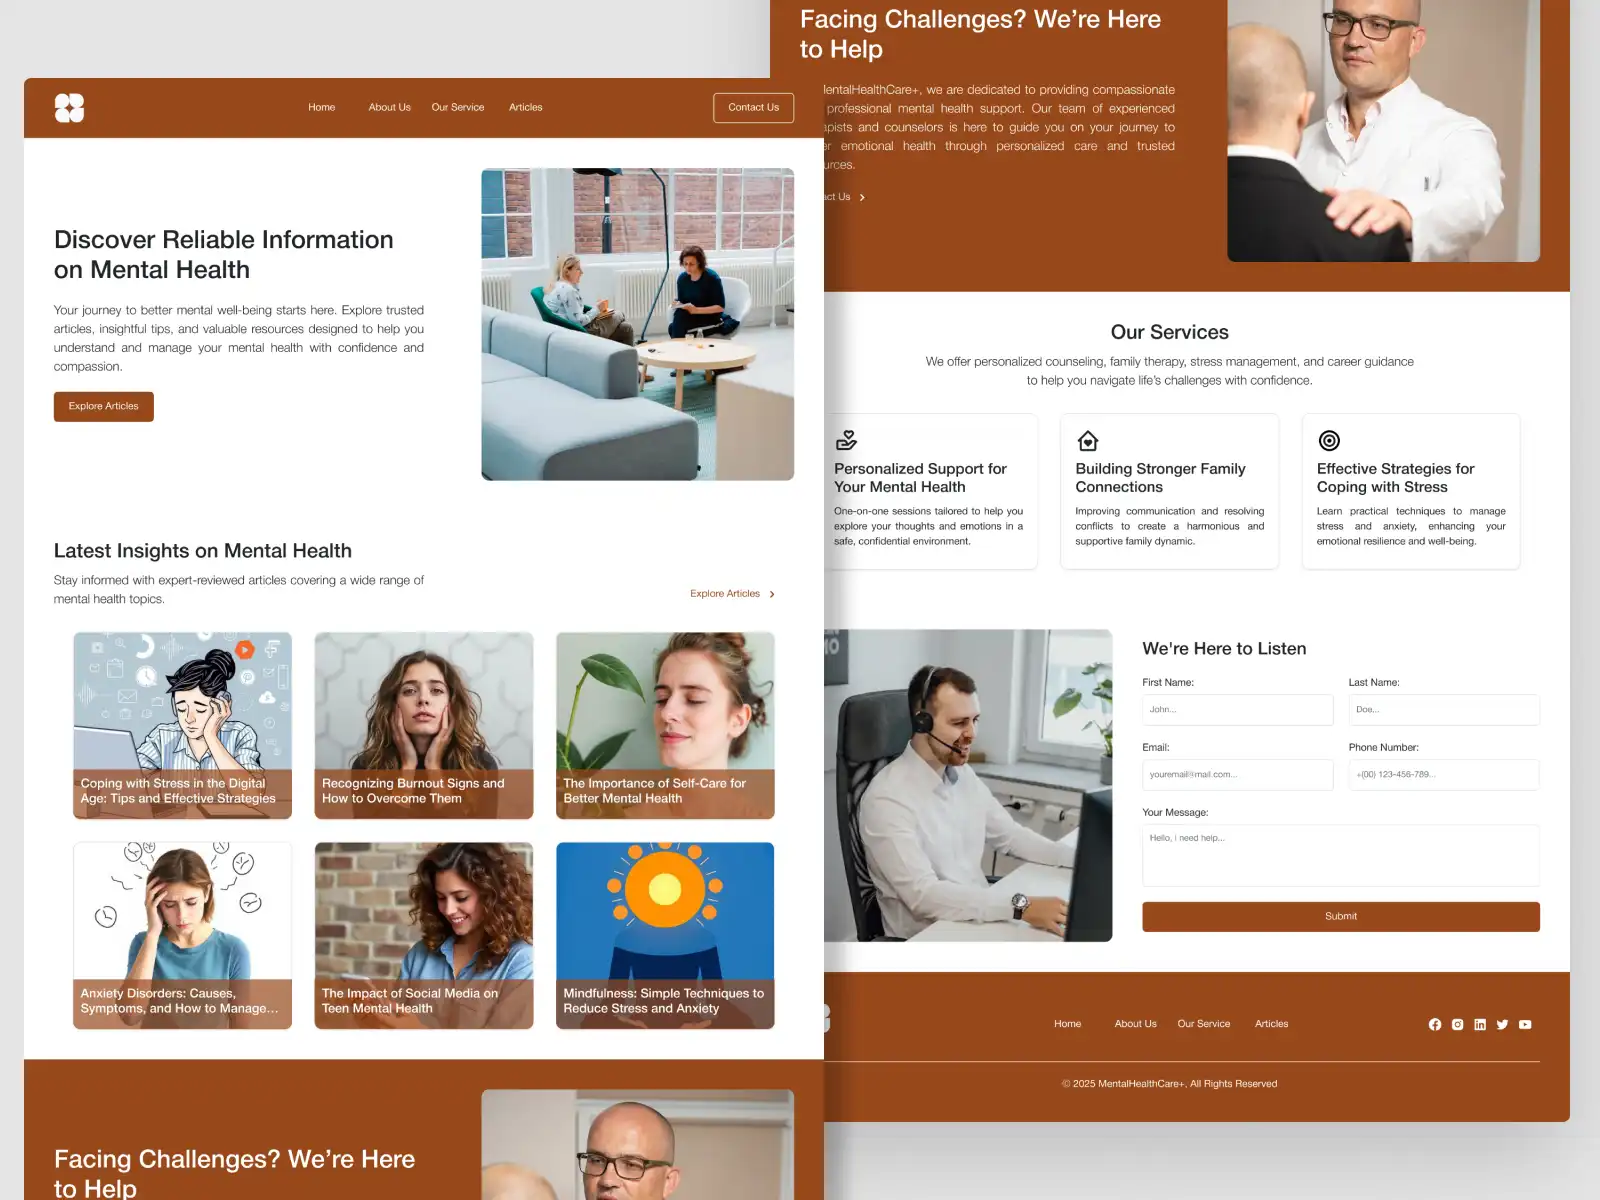 Home
About Us
Our Service
Articles
Contact Us
Discover Reliable Information
on Mental Health
Your journey to better mental well-being starts here. Explore trusted
articles, insightful tips, and valuable resources designed to help you
understand and manage your mental health with confidence and
compassion.
Explore Articles
Latest Insights on Mental Health
Stay informed with expert-reviewed articles covering a wide range of
mental health topics.
Explore Articles
Coping with Stress in the Digital
Age: Tips and Effective Strategies
Recognizing Burnout Signs and
How to Overcome Them
The Importance of Self-Care for
Better Mental Health
Anxiety Disorders: Causes,
Symptoms, and How to Manage...
The Impact of Social Media on
Teen Mental Health
Mindfulness: Simple Techniques to
Reduce Stress and Anxiety
Facing Challenges? We're Here
to Help
Facing Challenges? We're Here
to Help
MentalHealthCare+, we are dedicated to providing compassionate
professional mental health support. Our team of experienced
and counselors is here to guide you on your journey to
emotional health through personalized care and trusted
Us
Our Services
We offer personalized counseling, family therapy, stress management, and career guidance
to help you navigate life's challenges with confidence.
Personalized Support for
Your Mental Health
One-on-one sessions tailored to help you
explore your thoughts and emotions in a
safe, confidential environment.
Building Stronger Family
Connections
Improving communication and resolving
conflicts to create a harmonious and
supportive family dynamic.
Effective Strategies for
Coping with Stress
Learn practical techniques to manage
stress and anxiety, enhancing your
emotional resilience and well-being.
We're Here to Listen
First Name:
Last Name:
John...
Doe...
Email:
Phone Number:
youremail@mail.com...
+(00) 123-456-789...
Your Message:
Hello, i need help...
Submit
Home
About Us
Our Service
Articles
© 2025 MentalHealthCare+, All Rights Reserved